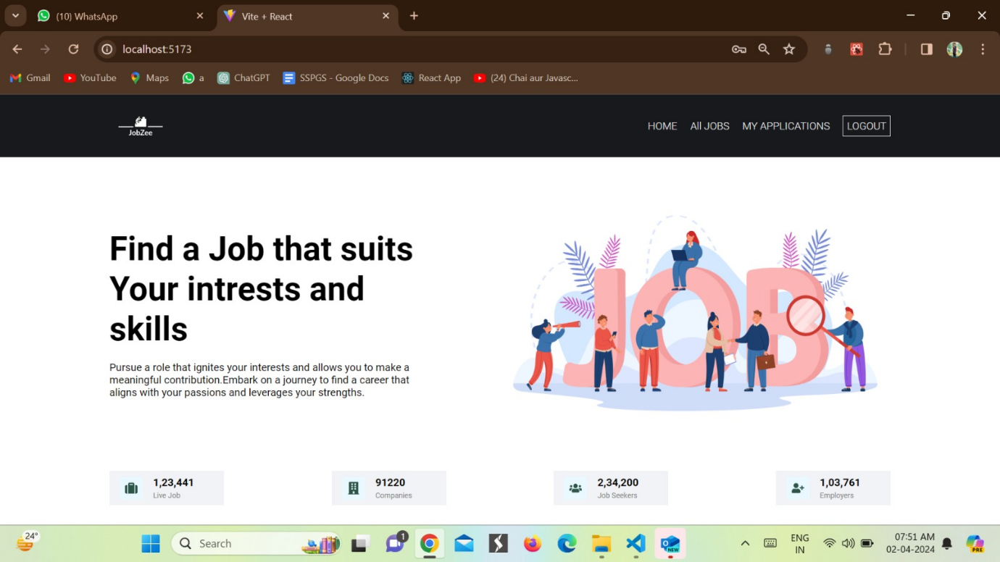 (10) WhatsApp
Vite + React
localhost:5173
Gmail
YouTube
Maps
a
ChatGPT
SSPGS - Google Docs
React App
(24) Chai aur Javasc...
JobZee
HOME
All JOBS
MY APPLICATIONS
LOGOUT
Find a Job that suits
Your intrests and
skills
Pursue a role that ignites your interests and allows you to make a
meaningful contribution.Embark on a journey to find a career that
aligns with your passions and leverages your strengths.
JOB
1,23,441
Live Job
91220
Companies
2,34,200
Job Seekers
1,03,761
Employers
24°
Search
1
NEW
ENG
IN
07:51 AM
02-04-2024
PRE